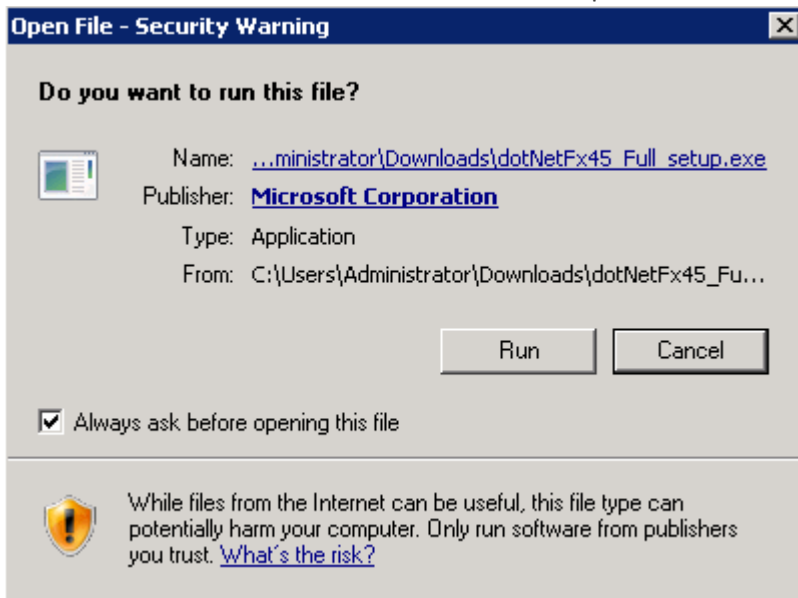 Open File - Security Warning
Do you want to run this file?
Name: ...ministrator\Downloads\dotNetFx45_Full_setup.exe
Publisher: Microsoft Corporation
Type: Application
From: C:\Users\Administrator\Downloads\dotNetFx45_Fu...
Run Cancel
Always ask before opening this file
While files from the Internet can be useful, this file type can
potentially harm your computer. Only run software from publishers
you trust. What's the risk?